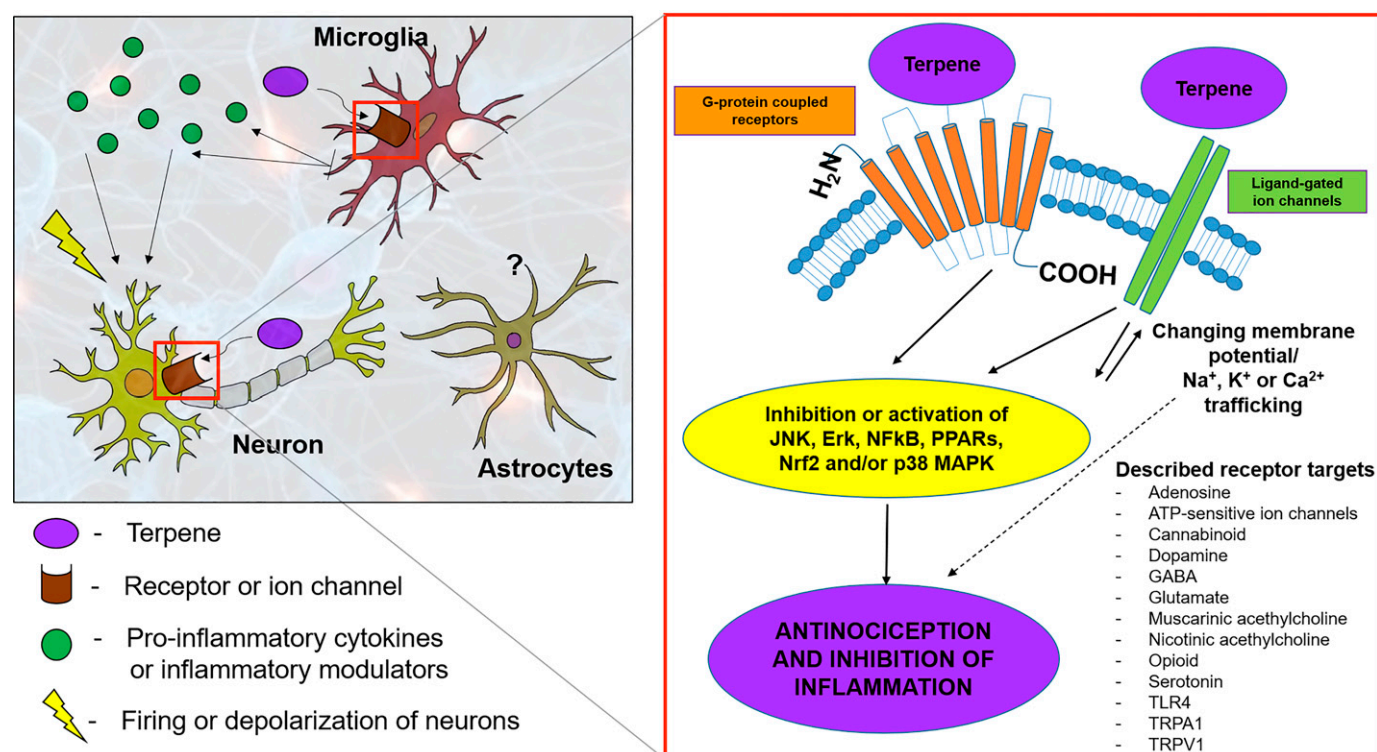 Microglia
?
Neuron
Astrocytes
- Terpene
- Receptor or ion channel
- Pro-inflammatory cytokines
or inflammatory modulators
- Firing or depolarization of neurons
Terpene
Terpene
G-protein coupled
receptors
H₂N
Ligand-gated
ion channels
COOH
Changing membrane
potential/
Na⁺, K⁺ or Ca²⁺
trafficking
Inhibition or activation of
JNK, Erk, NFkB, PPARs,
Nrf2 and/or p38 MAPK
ANTINOCICEPTION
AND INHIBITION OF
INFLAMMATION
Described receptor targets
- Adenosine
- ATP-sensitive ion channels
- Cannabinoid
- Dopamine
- GABA
- Glutamate
- Muscarinic acetylcholine
- Nicotinic acetylcholine
- Opioid
- Serotonin
- TLR4
- TRPA1
- TRPV1